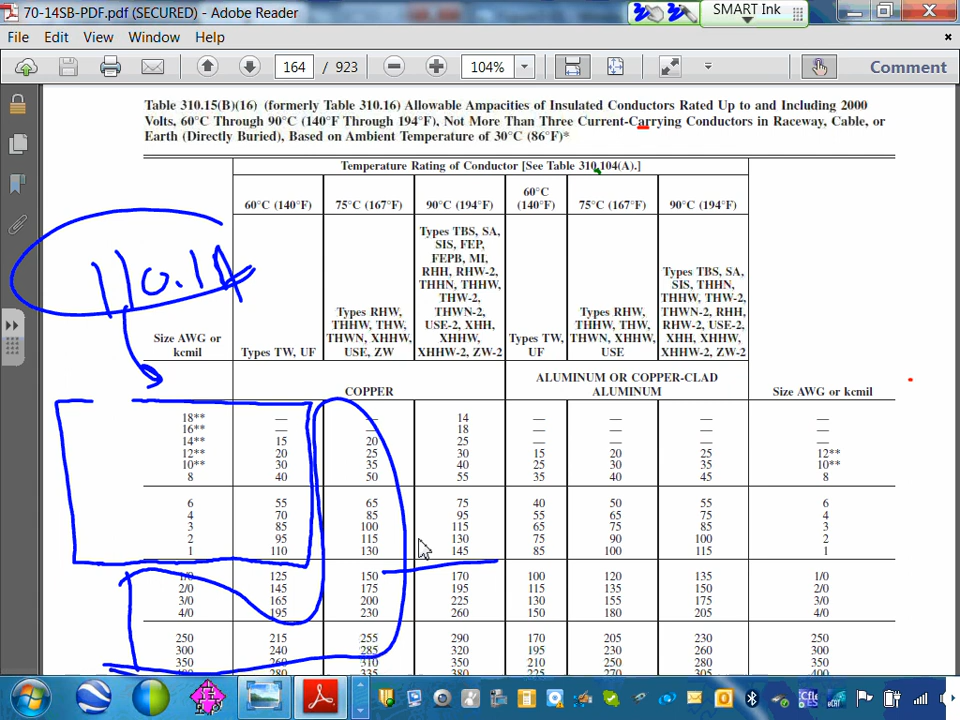 70-14SB-PDF.pdf (SECURED) - Adobe Reader
SMART Ink
File Edit View Window Help
164 / 923 104% Comment
Table 310.15(B)(16) (formerly Table 310.16) Allowable Ampacities of Insulated Conductors Rated Up to and Including 2000
Volts, 60°C Through 90°C (140°F Through 194°F), Not More Than Three Current-Carrying Conductors in Raceway, Cable, or
Earth (Directly Buried), Based on Ambient Temperature of 30°C (86°F)*
Temperature Rating of Conductor [See Table 310.104(A).]
60°C (140°F) 75°C (167°F) 90°C (194°F) 60°C (140°F) 75°C (167°F) 90°C (194°F)
110.14
Size AWG or
kcmil
Types TW, UF
Types RHW,
THHW, THW,
THWN, XHHW,
USE, ZW
Types TBS, SA,
SIS, FEP,
FEPB, MI,
RHH, RHW-2,
THHN, THHW,
THW-2,
THWN-2,
USE-2, XHH,
XHHW,
XHHW-2, ZW-2
Types TW,
UF
Types RHW,
THHW, THW,
THWN, XHHW,
USE
Types TBS, SA,
SIS, THHN,
THHW, THW-2,
THWN-2, RHH,
RHW-2, USE-2,
XHH, XHHW,
XHHW-2, ZW-2
COPPER
ALUMINUM OR COPPER-CLAD
ALUMINUM
Size AWG or kcmil
18** — — 14 — — — —
16** — — 18 — — — —
14** 15 20 25 — — — —
12** 20 25 30 15 20 25 12**
10** 30 35 40 25 30 35 10**
8 40 50 55 35 40 45 8
6 55 65 75 40 50 55 6
4 70 85 95 55 65 75 4
3 85 100 115 65 75 85 3
2 95 115 130 75 90 100 2
1 110 130 145 85 100 115 1
1/0 125 150 170 100 120 135 1/0
2/0 145 175 195 115 135 150 2/0
3/0 165 200 225 130 155 175 3/0
4/0 195 230 260 150 180 205 4/0
250 215 255 290 170 205 230 250
300 240 285 320 195 230 260 300
350 260 310 350 210 250 280 350